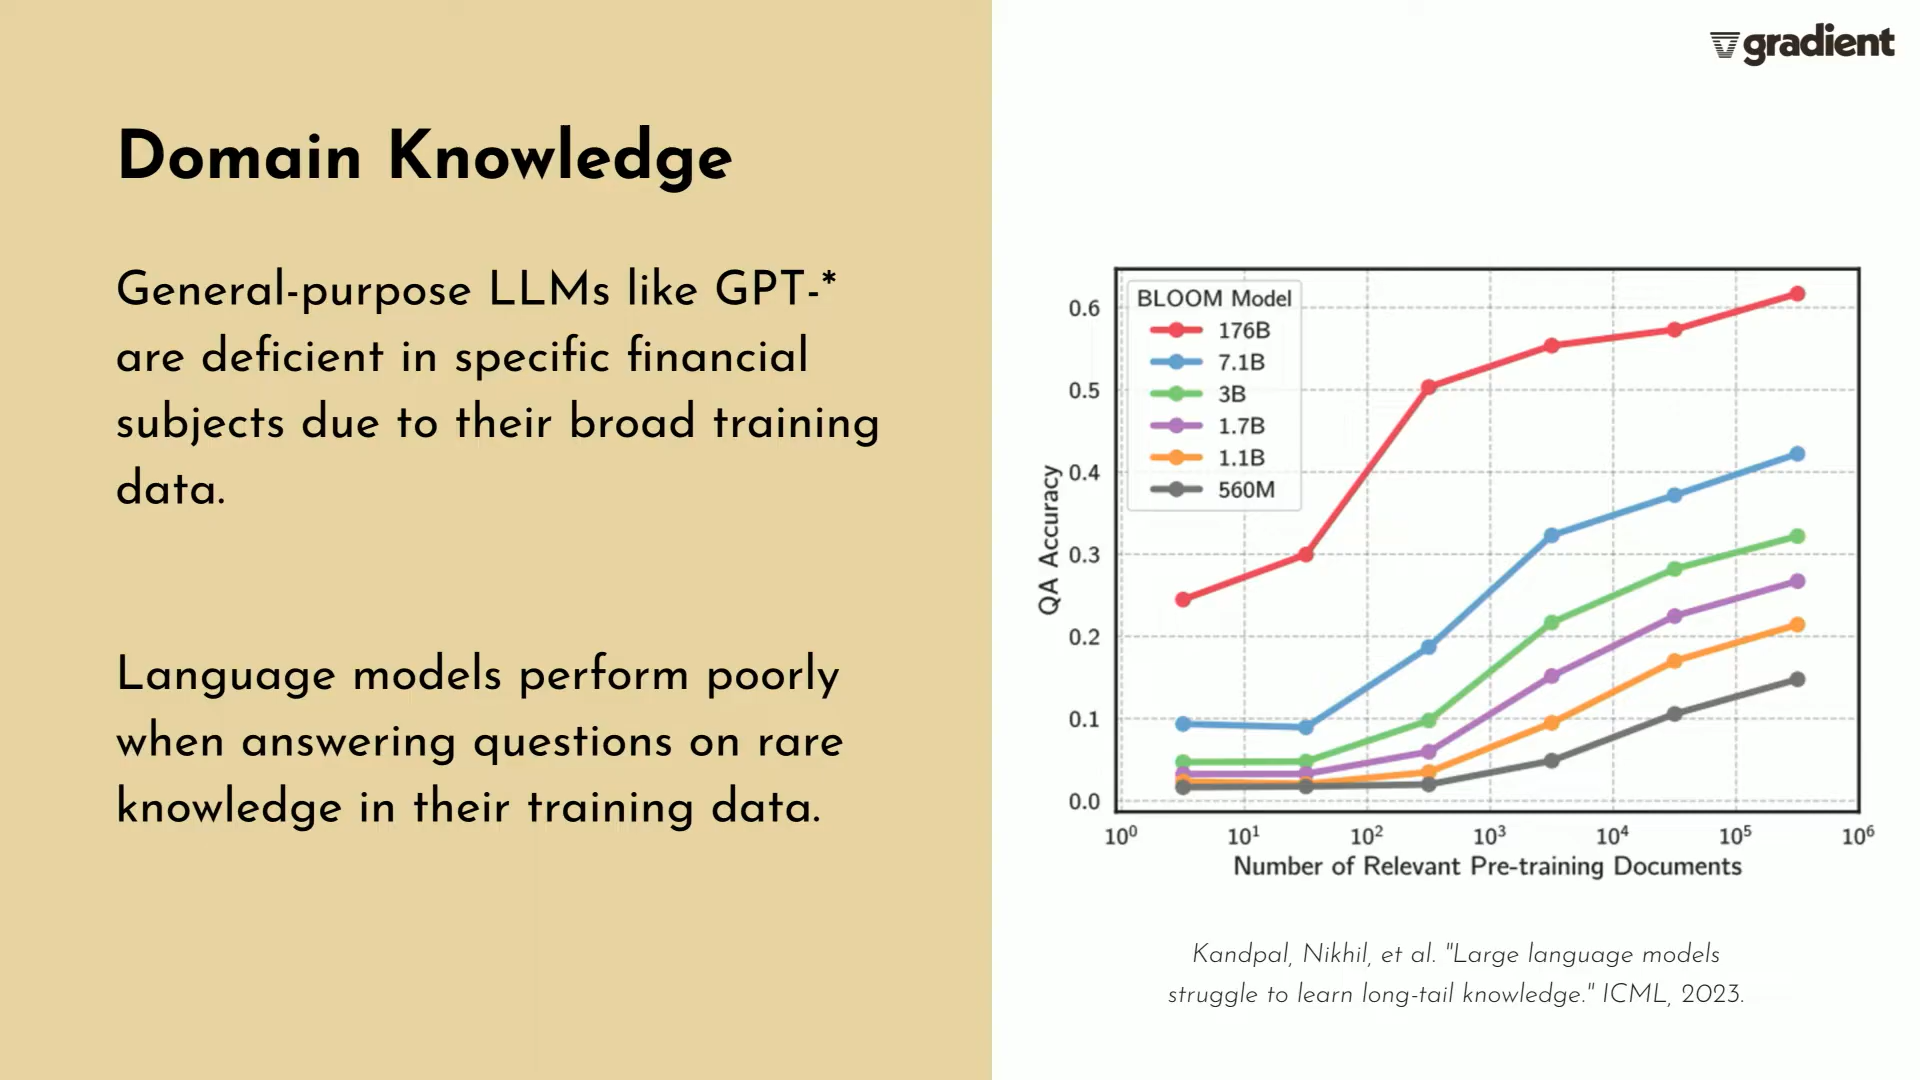 gradient
Domain Knowledge
General-purpose LLMs like GPT-*
are deficient in specific financial
subjects due to their broad training
data.
Language models perform poorly
when answering questions on rare
knowledge in their training data.
BLOOM Model
176B
7.1B
3B
1.7B
1.1B
560M
QA Accuracy
0.6
0.5
0.4
0.3
0.2
0.1
0.0
10⁰ 10¹ 10² 10³ 10⁴ 10⁵ 10⁶
Number of Relevant Pre-training Documents
Kandpal, Nikhil, et al. "Large language models
struggle to learn long-tail knowledge." ICML, 2023.